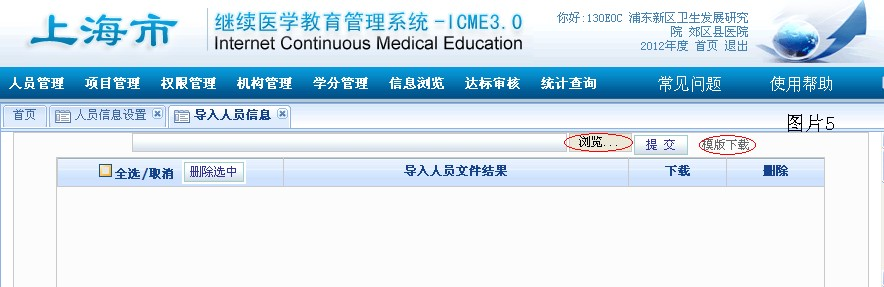 上海市
继续医学教育管理系统-ICME3.0
Internet Continuous Medical Education
你好:130E0C 浦东新区卫生发展研究
院 郊区县医院
2012年度 首页 退出
人员管理 项目管理 权限管理 机构管理 学分管理 信息浏览 达标审核 统计查询 常见问题 使用帮助
首页 人员信息设置 导入人员信息
图片5
浏览... 提交 模版下载
全选/取消 删除选中 导入人员文件结果 下载 删除